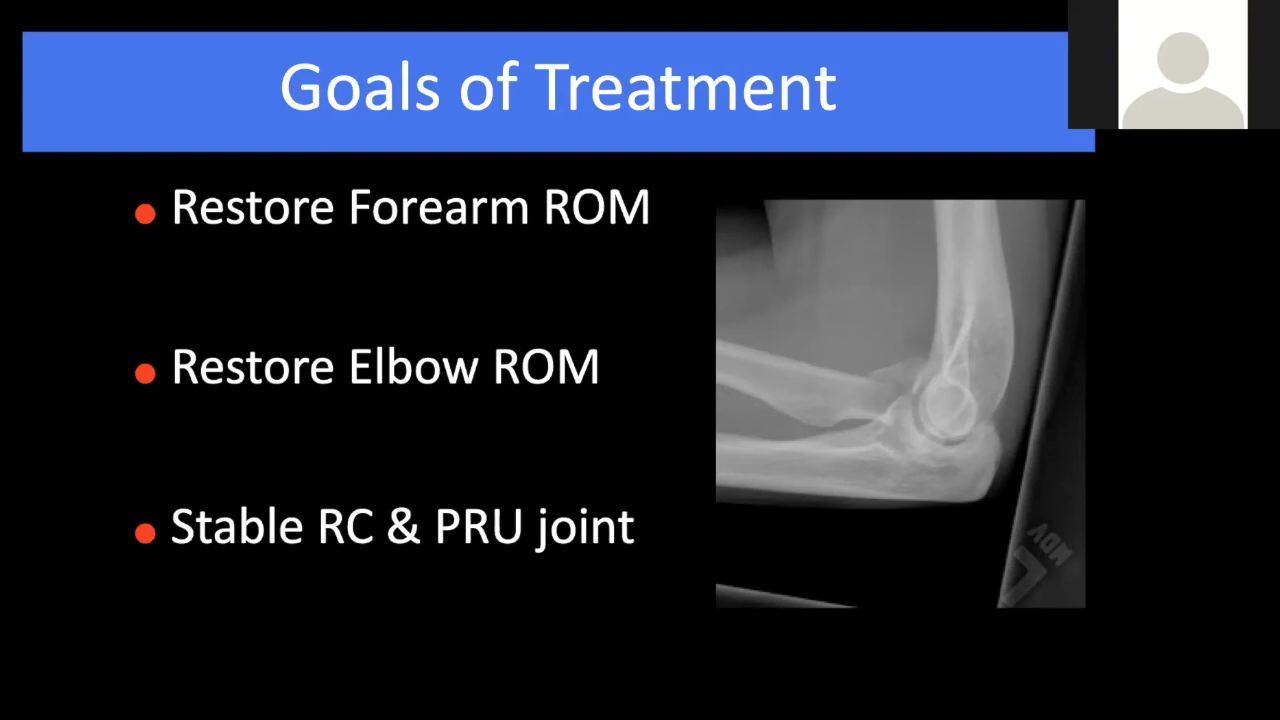 Goals of Treatment
Restore Forearm ROM
Restore Elbow ROM
Stable RC & PRU joint